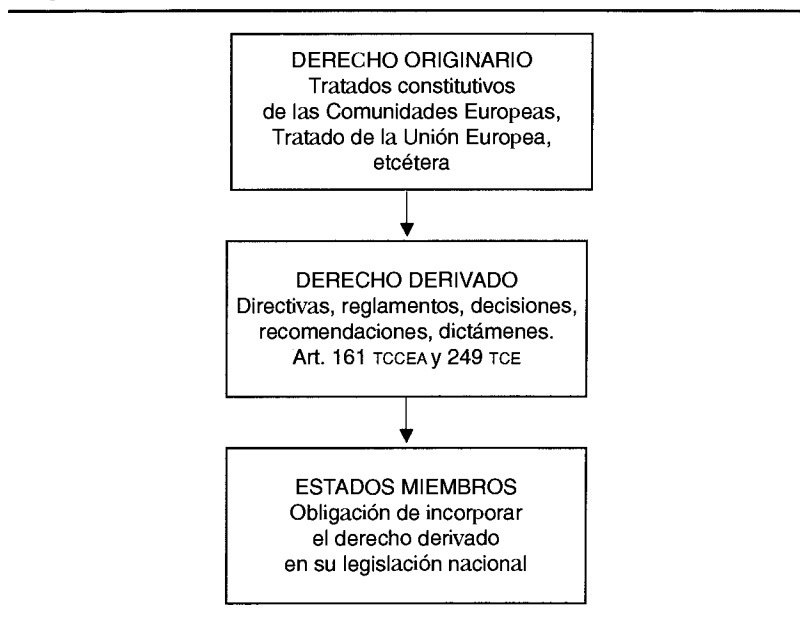 DERECHO ORIGINARIO
Tratados constitutivos
de las Comunidades Europeas,
Tratado de la Unión Europea,
etcétera
DERECHO DERIVADO
Directivas, reglamentos, decisiones,
recomendaciones, dictámenes.
Art. 161 TCCEA y 249 TCE
ESTADOS MIEMBROS
Obligación de incorporar
el derecho derivado
en su legislación nacional